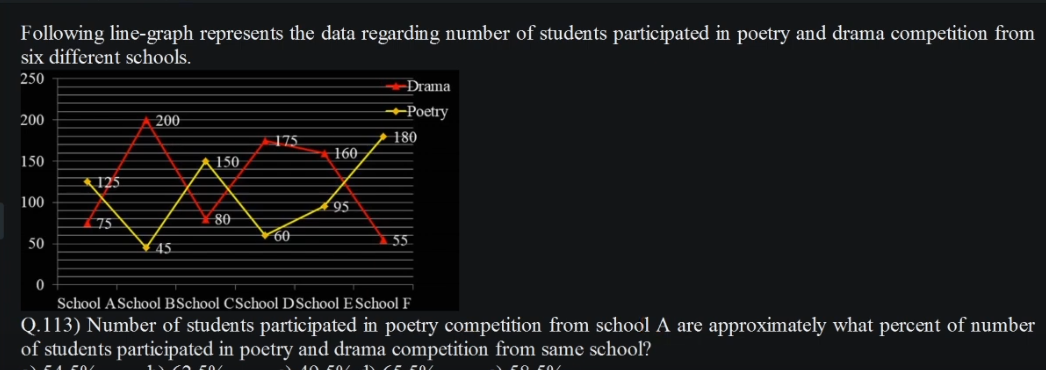 Following line-graph represents the data regarding number of students participated in poetry and drama competition from
six different schools.
250
Drama
Poetry
200
200
180
175
160
150
150
125
100
95
80
75
60
55
50
45
0
School A School B School C School D School E School F
Q.113) Number of students participated in poetry competition from school A are approximately what percent of number
of students participated in poetry and drama competition from same school?